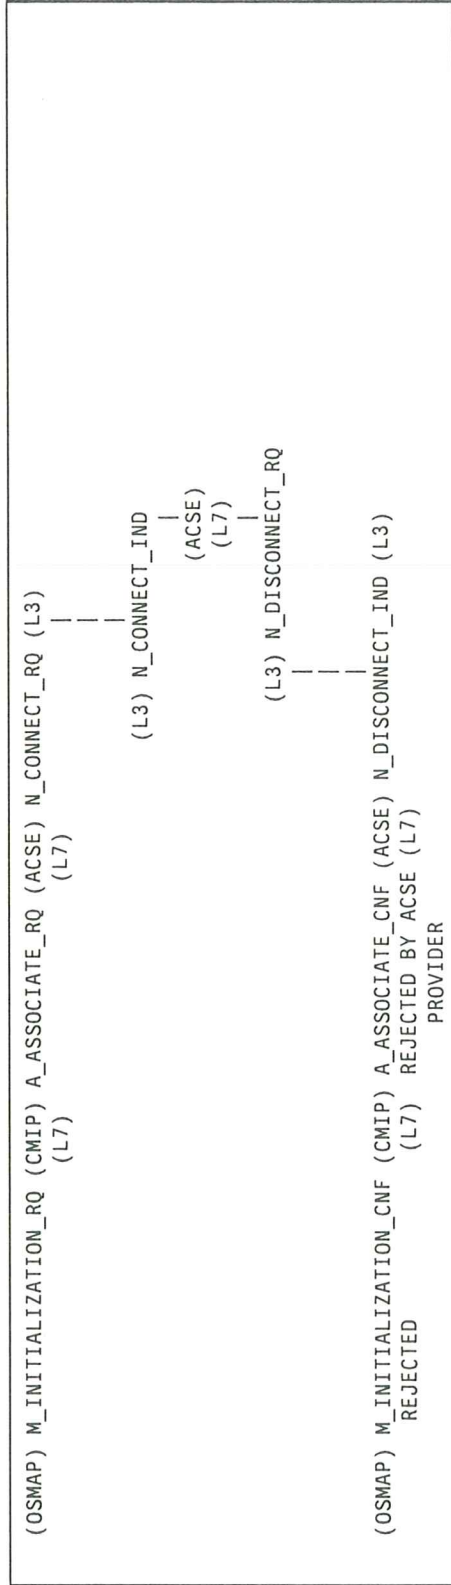 (OSMAP) M_INITIALIZATION_RQ (CMIP) A_ASSOCIATE_RQ (ACSE) N_CONNECT_RQ (L3)
(L7) (L7)
(L3) N_CONNECT_IND
(ACSE)
(L7)
(L3) N_DISCONNECT_RQ
(OSMAP) M_INITIALIZATION_CNF (CMIP) A_ASSOCIATE_CNF (ACSE) N_DISCONNECT_IND (L3)
REJECTED (L7) REJECTED BY ACSE (L7)
PROVIDER